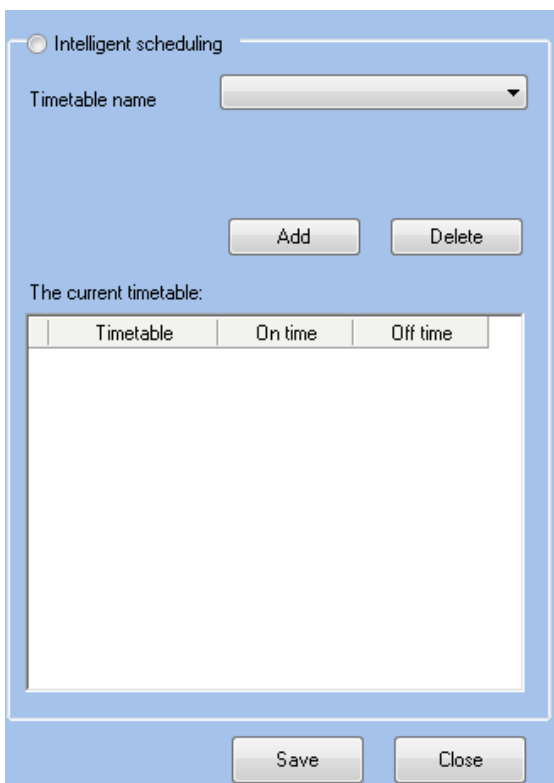 Intelligent scheduling
Timetable name
Add Delete
The current timetable:
Timetable On time Off time
Save Close